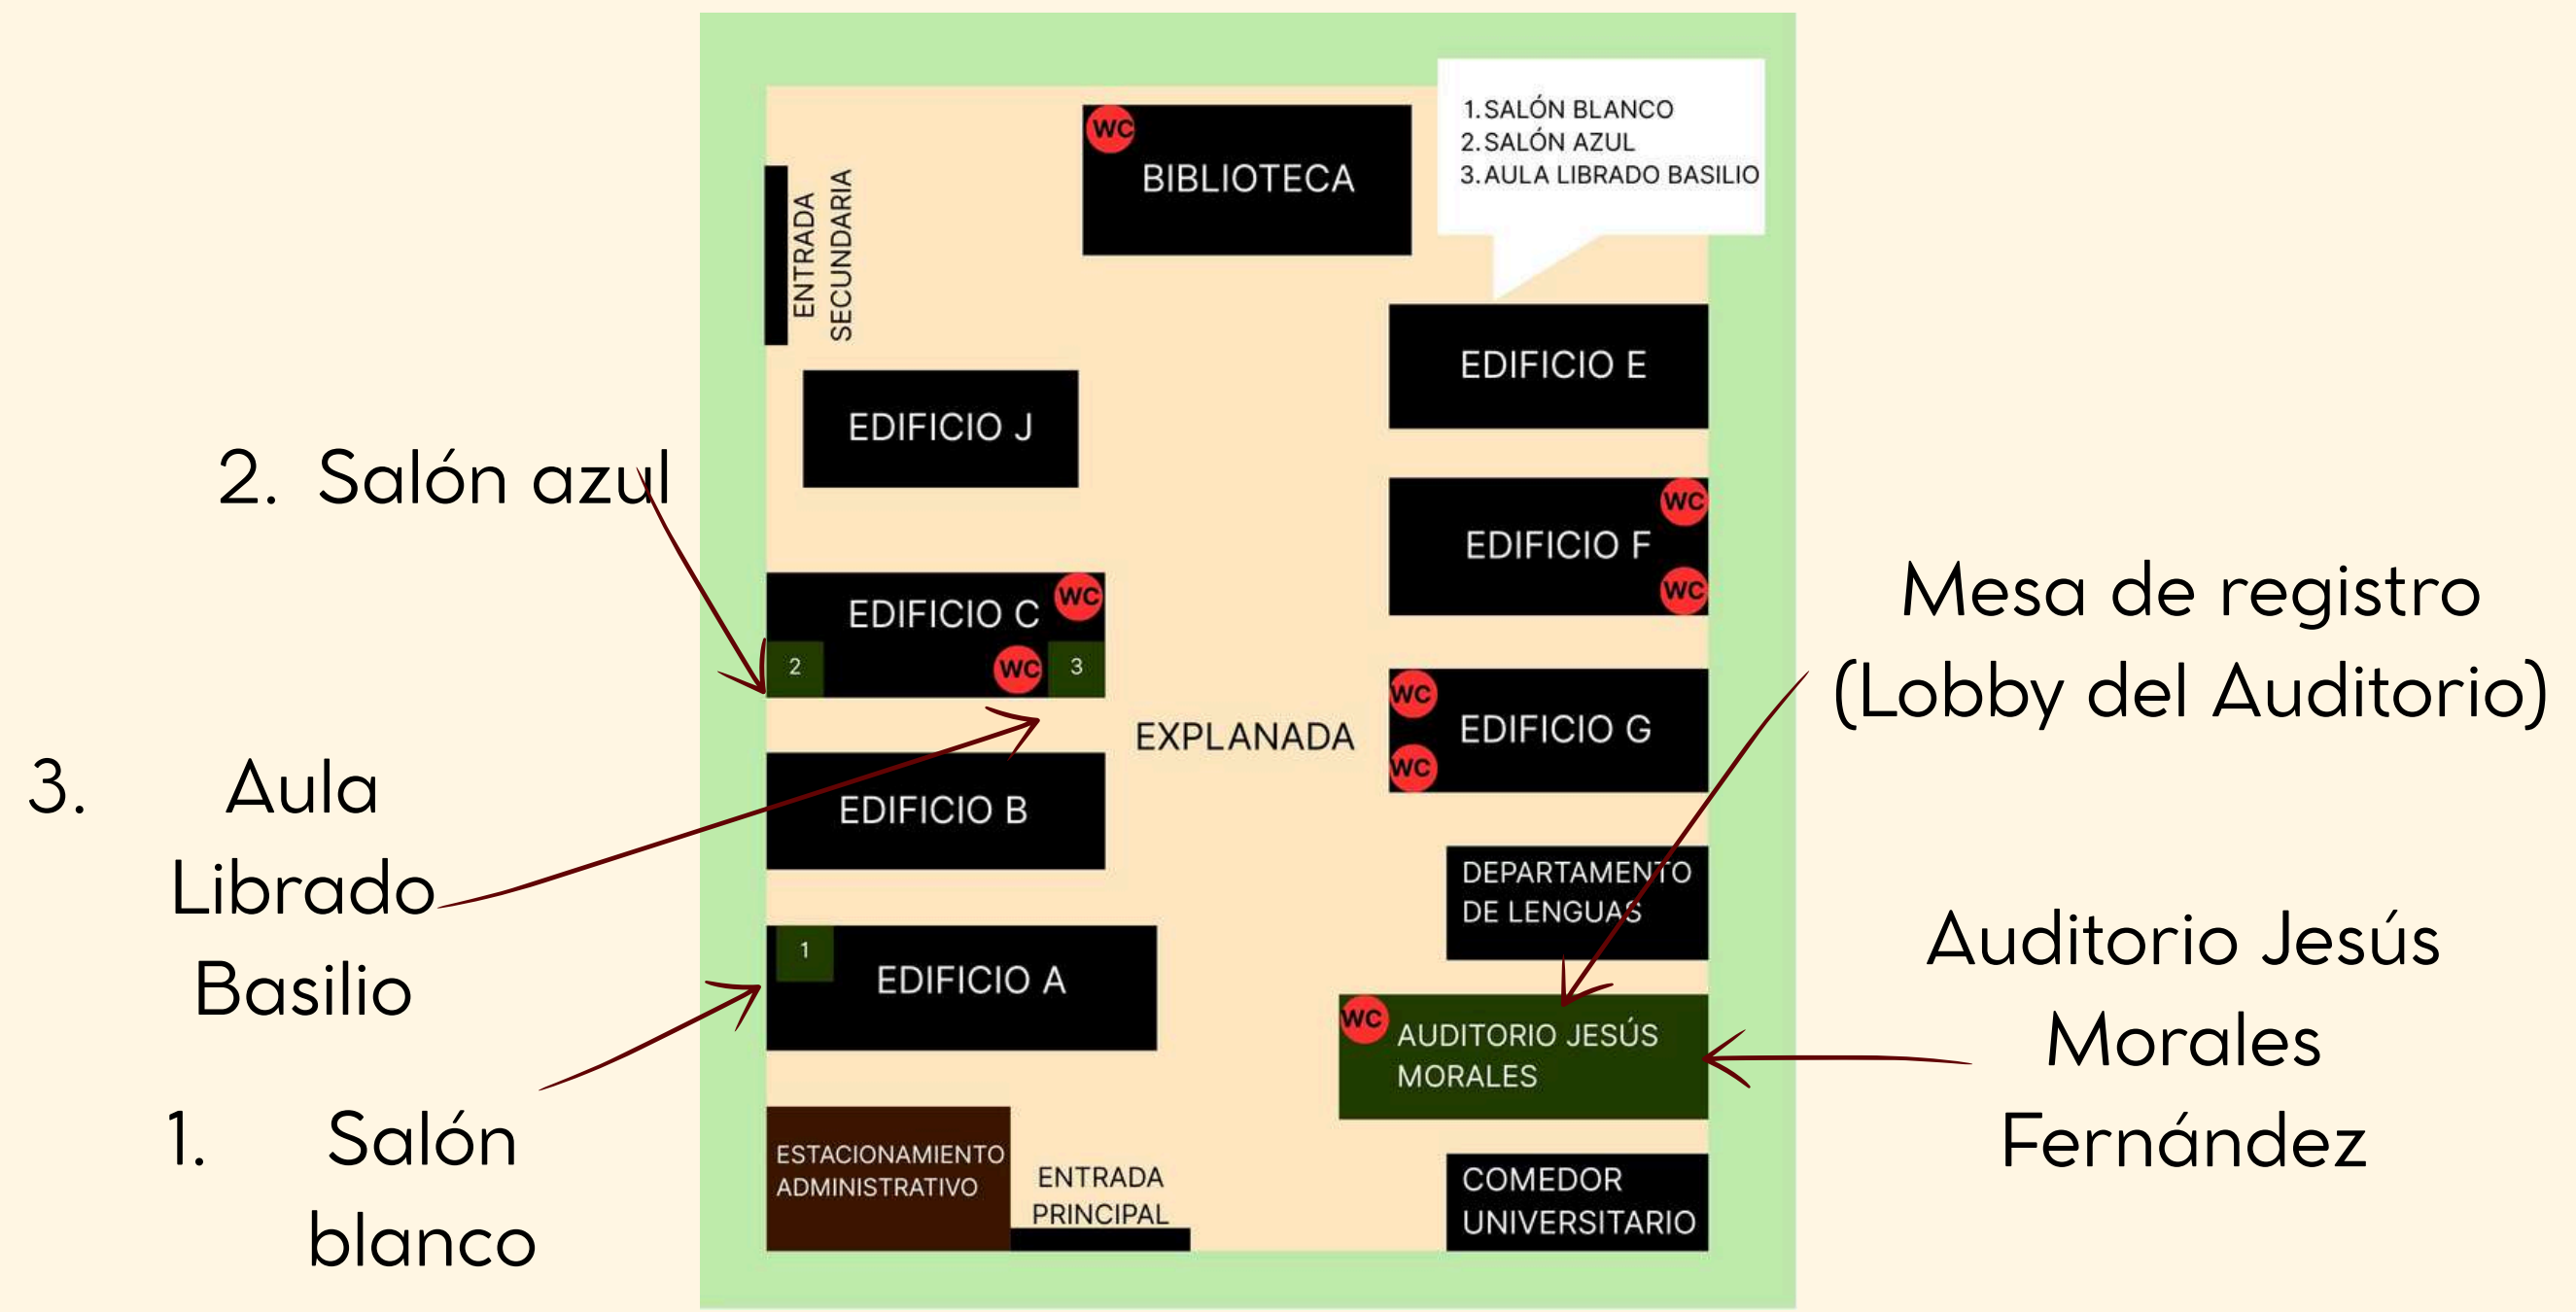 WC
BIBLIOTECA
1.SALÓN BLANCO
2.SALÓN AZUL
3.AULA LIBRADO BASILIO
ENTRADA
SECUNDARIA
EDIFICIO E
EDIFICIO J
2. Salón azul
WC
EDIFICIO F
WC
EDIFICIO C
WC
2
WC
3
Mesa de registro
(Lobby del Auditorio)
WC
EDIFICIO G
WC
EXPLANADA
3. Aula
Librado
Basilio
EDIFICIO B
DEPARTAMENTO
DE LENGUAS
1
EDIFICIO A
WC
AUDITORIO JESÚS
MORALES
Auditorio Jesús
Morales
Fernández
1. Salón
blanco
ESTACIONAMIENTO
ADMINISTRATIVO
ENTRADA
PRINCIPAL
COMEDOR
UNIVERSITARIO